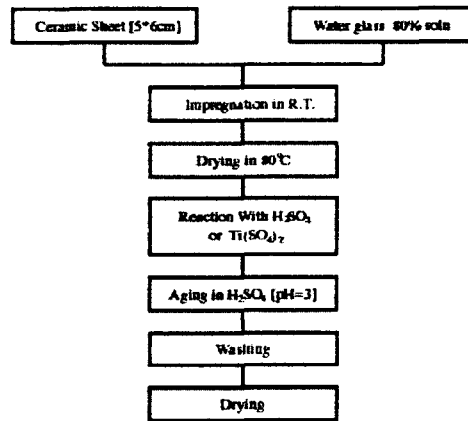 Ceramic Sheet [5*6cm]
Water glass 80% soln
Impregnation in R.T.
Drying in 80℃
Reaction With H₂SO₄
or Ti(SO₄)₂
Aging in H₂SO₄ [pH=3]
Washing
Drying